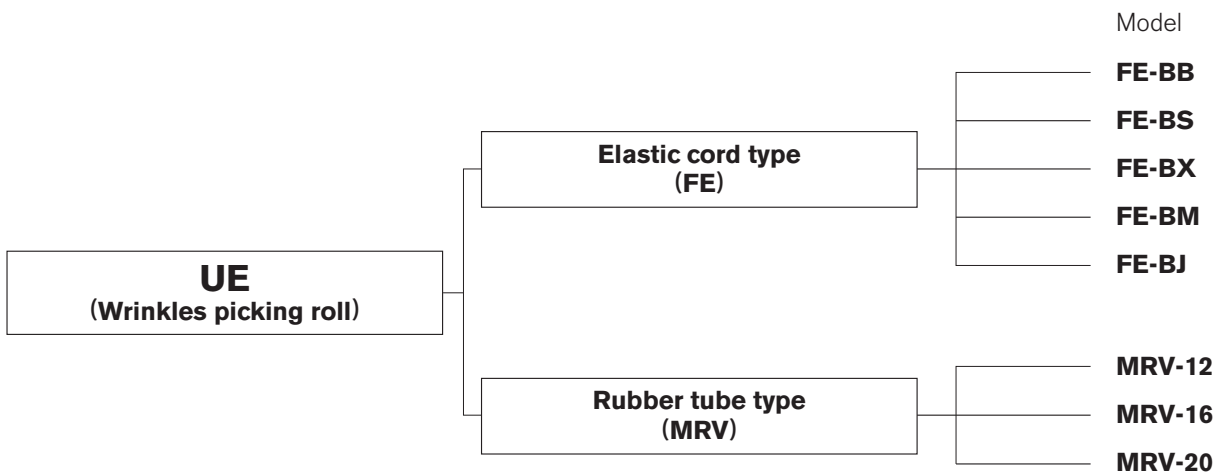 Model
FE-BB
FE-BS
Elastic cord type
(FE)
FE-BX
FE-BM
FE-BJ
UE
(Wrinkles picking roll)
MRV-12
Rubber tube type
(MRV)
MRV-16
MRV-20